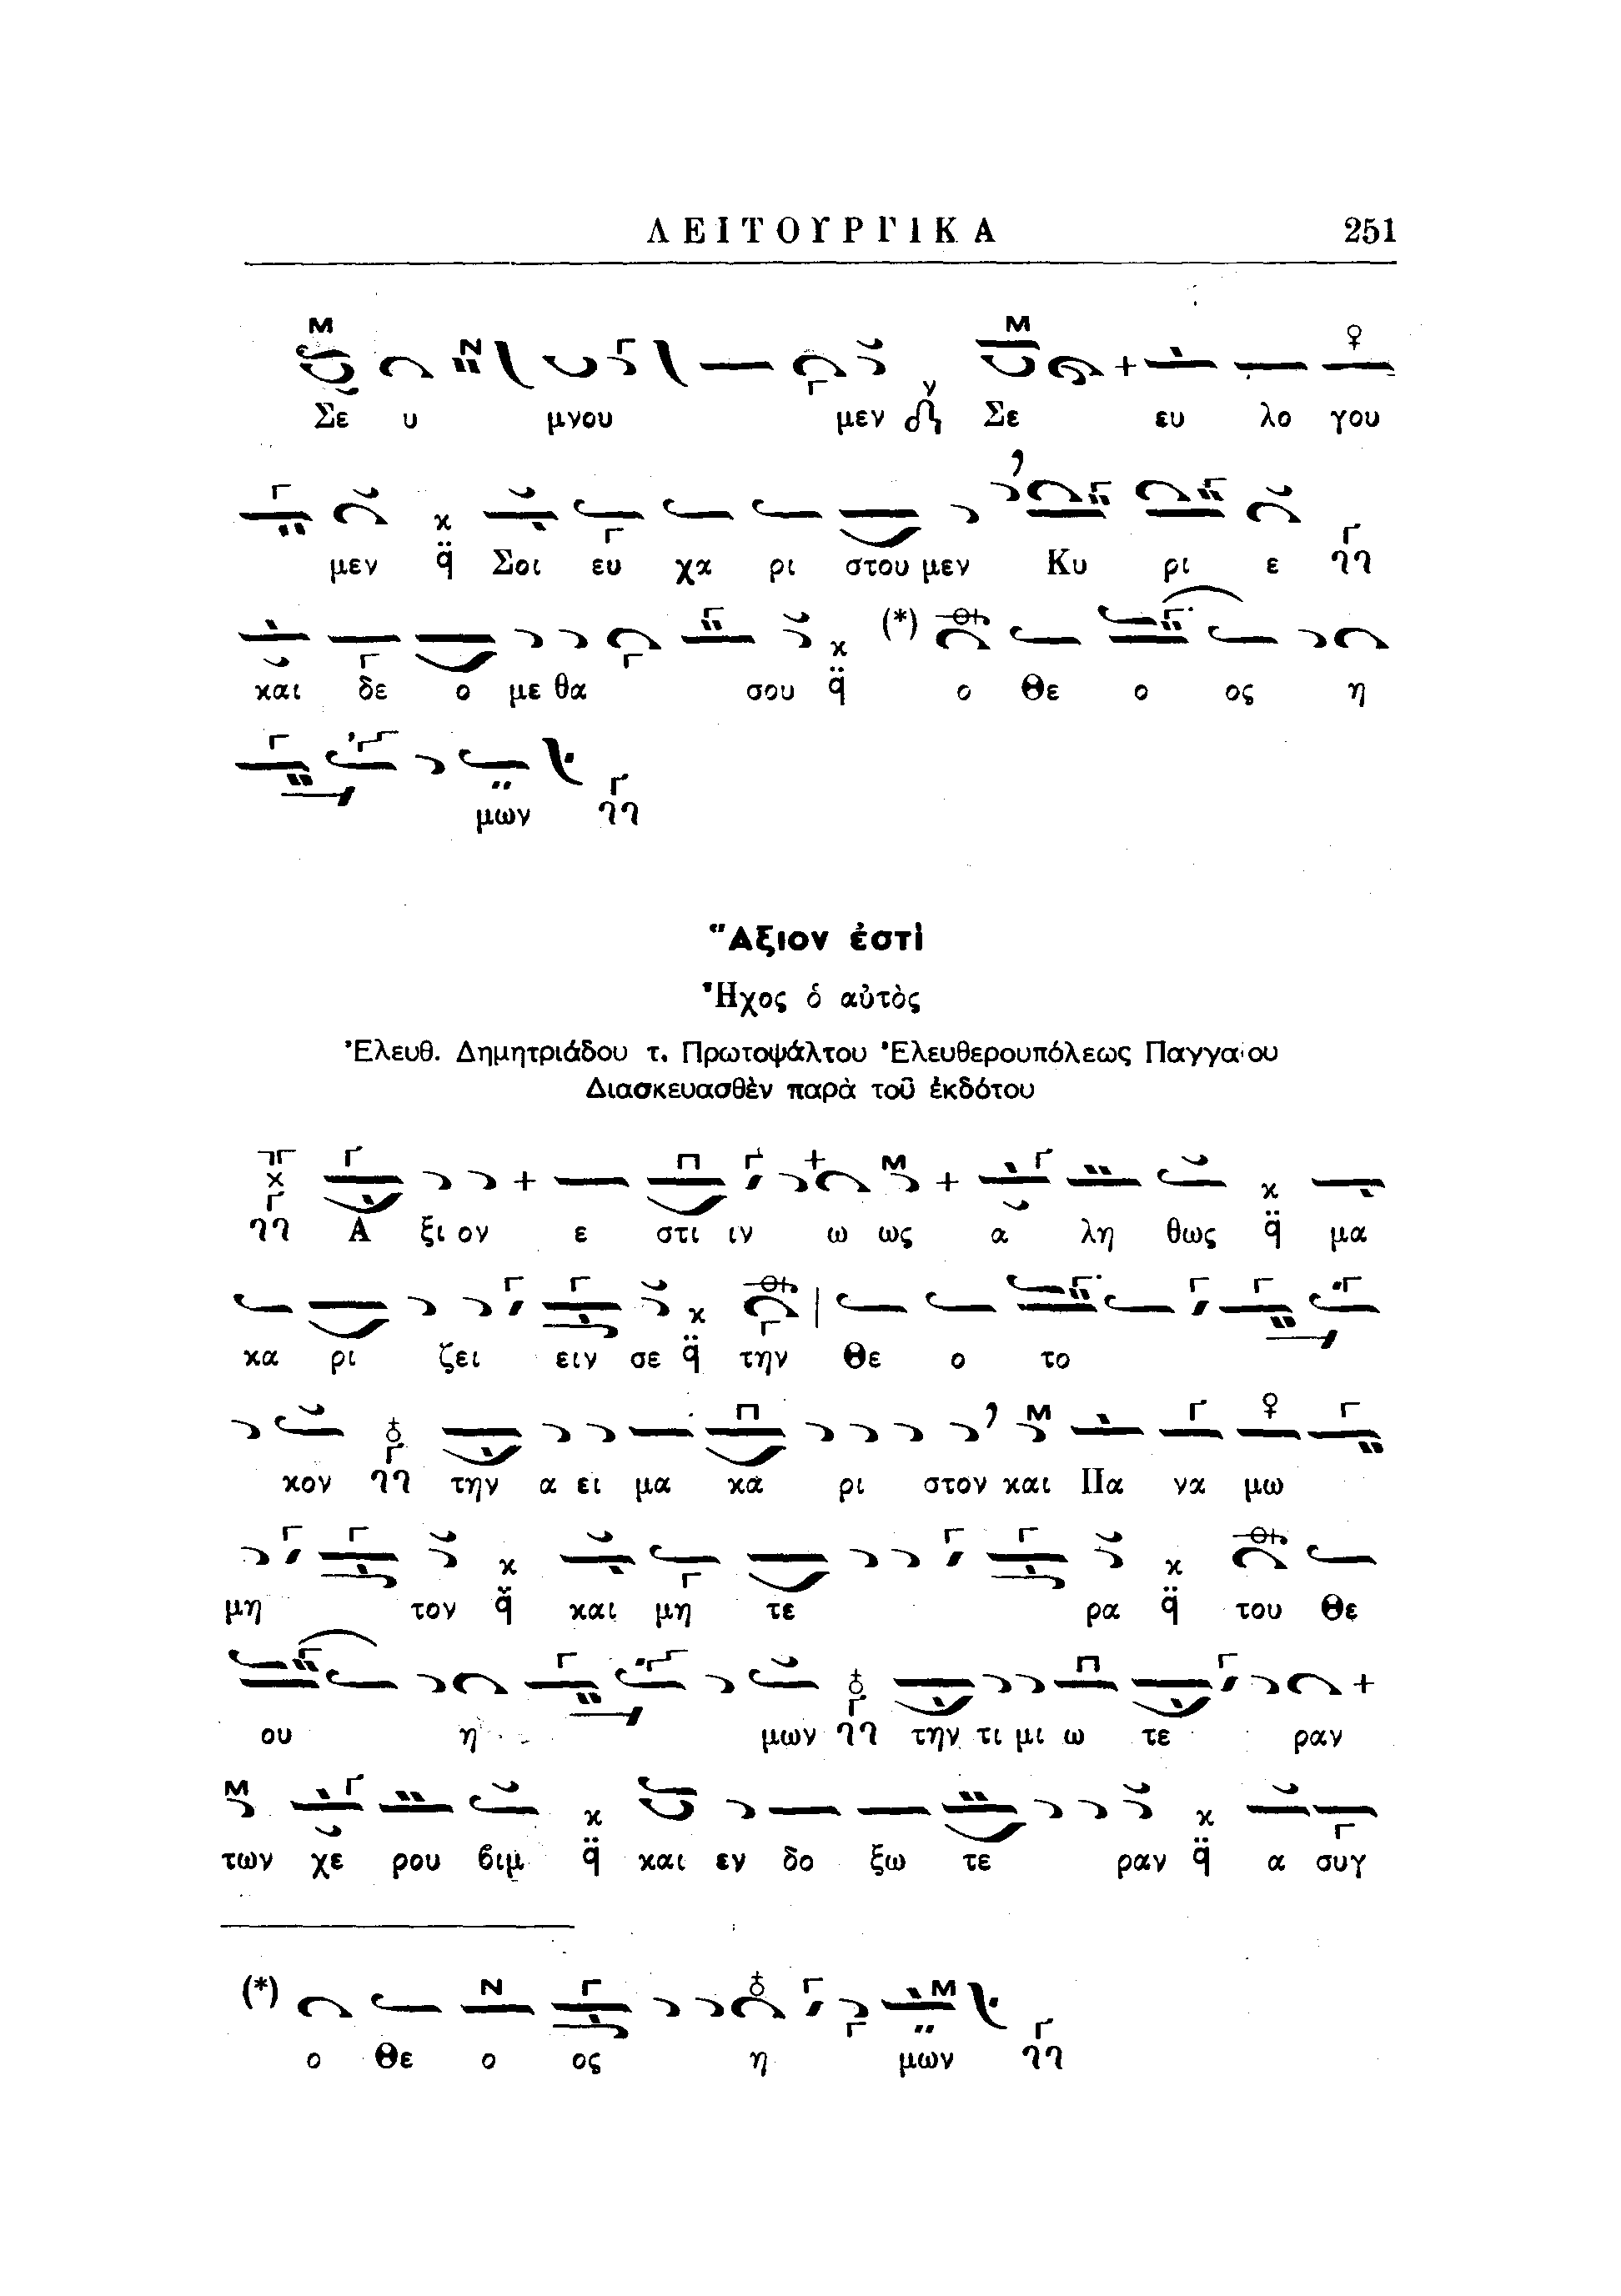 ΛΕΙΤΟΥΡΓΙΚΑ 251
Σε υ μνου μεν Σε ευ λο γου
μεν Σοι ευ χα ρι στου μεν Κυ ρι ε
και δε ο με θα σου (*) ο Θε ο ος η
μων
Ἄξιον ἐστὶ
Ἦχος ὁ αὐτὸς
Ἐλευθ. Δημητριάδου τ. Πρωτοψάλτου Ἐλευθερουπόλεως
Διασκευασθὲν παρὰ τοῦ ἐκδότου
Α ξι ον ε στι ιν ω ως α λη θως μα
κα ρι ζει ειν σε την Θε ο το
κον την α ει μα κα ρι στον και Πα να μω
μη τον και μη τε ρα του Θε
ου η μων την τι μι ω τε ραν
των χε ρου βιμ και εν δο ξω τε ραν α συγ
(*)
ο Θε ο ος η μων